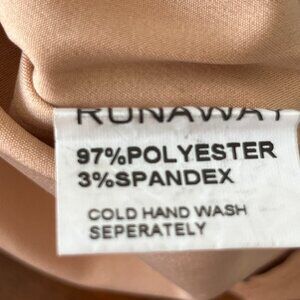 RUNAWAY
97%POLYESTER
3%SPANDEX
COLD HAND WASH
SEPERATELY